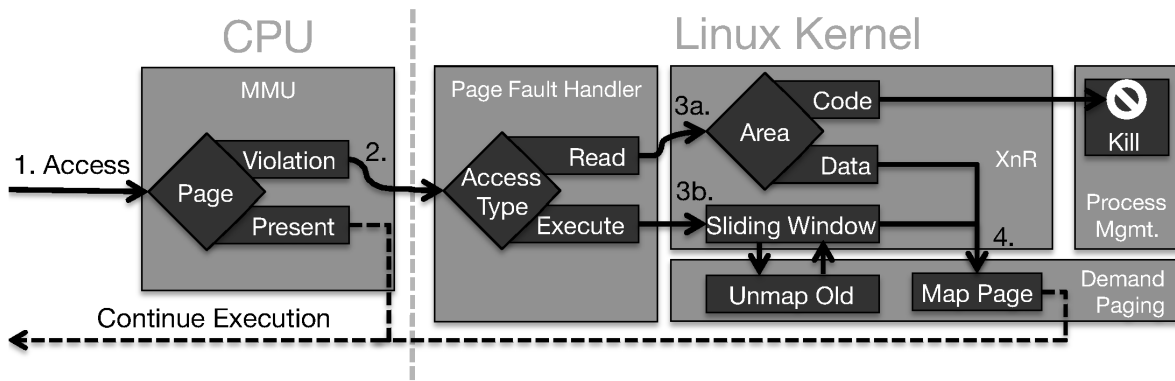 CPU
Linux Kernel
MMU
Page Fault Handler
3a.
Code
Area
Kill
1. Access
Violation
2.
Read
Data
XnR
Page
Access
Type
3b.
Present
Execute
Sliding Window
4.
Process
Mgmt.
Unmap Old
Map Page
Demand
Paging
Continue Execution